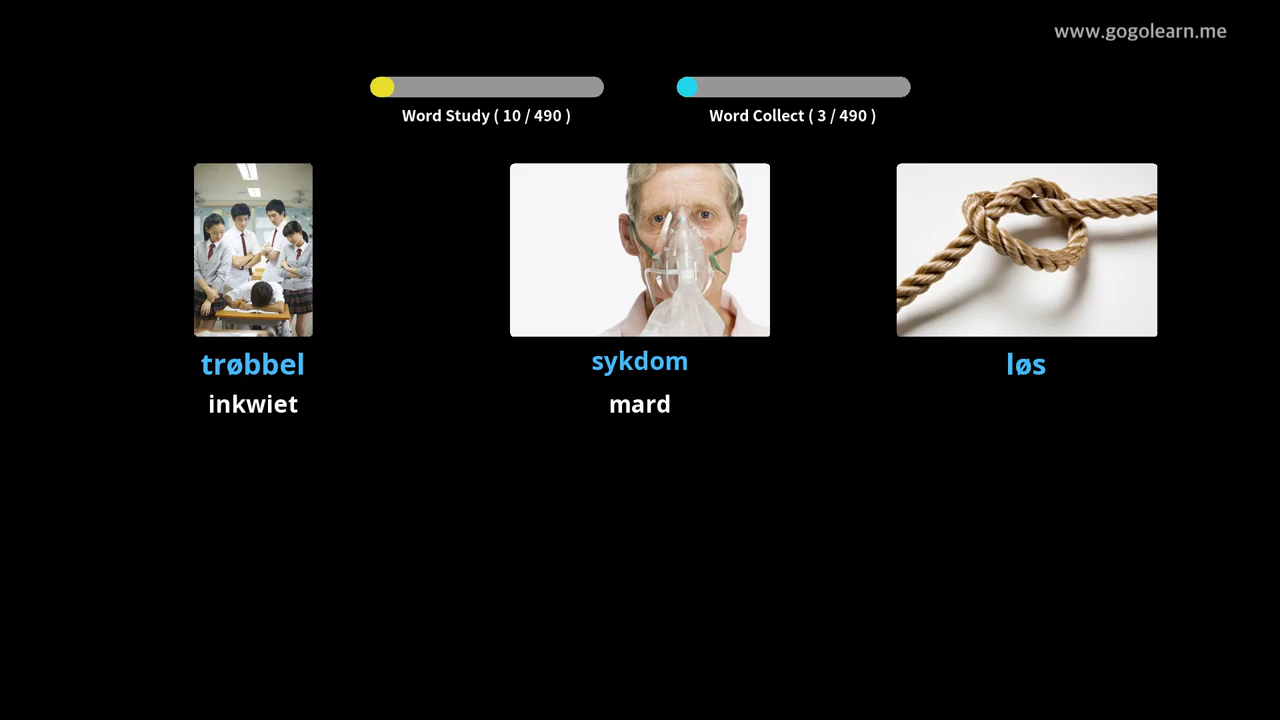 www.gogolearn.me
Word Study ( 10 / 490 )
Word Collect ( 3 / 490 )
trøbbel
sykdom
løs
inkwiet
mard